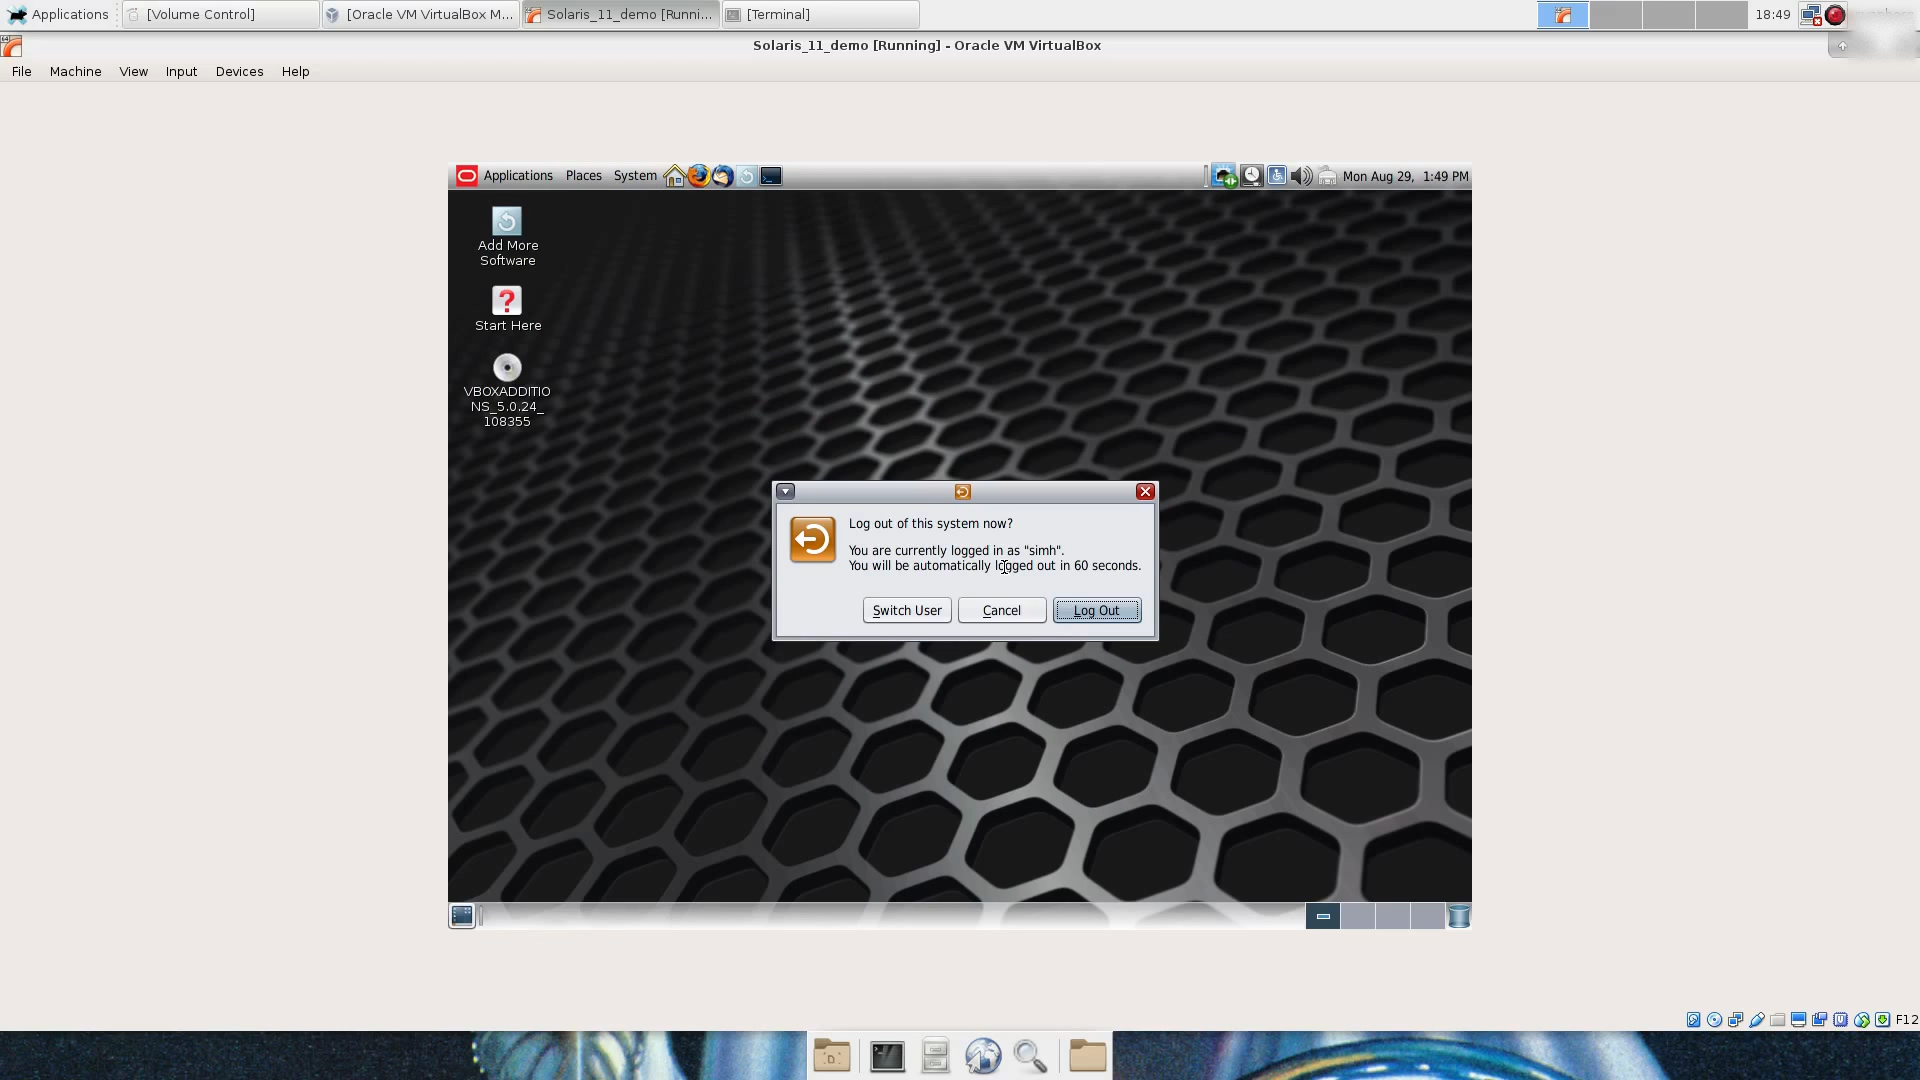 Applications
[Volume Control]
[Oracle VM VirtualBox M...
Solaris_11_demo [Runni...
[Terminal]
18:49
Solaris_11_demo [Running] - Oracle VM VirtualBox
File Machine View Input Devices Help
Applications Places System
Mon Aug 29, 1:49 PM
Add More
Software
Start Here
VBOXADDITIO
NS_5.0.24_
108355
Log out of this system now?
You are currently logged in as "simh".
You will be automatically logged out in 60 seconds.
Switch User
Cancel
Log Out
F12